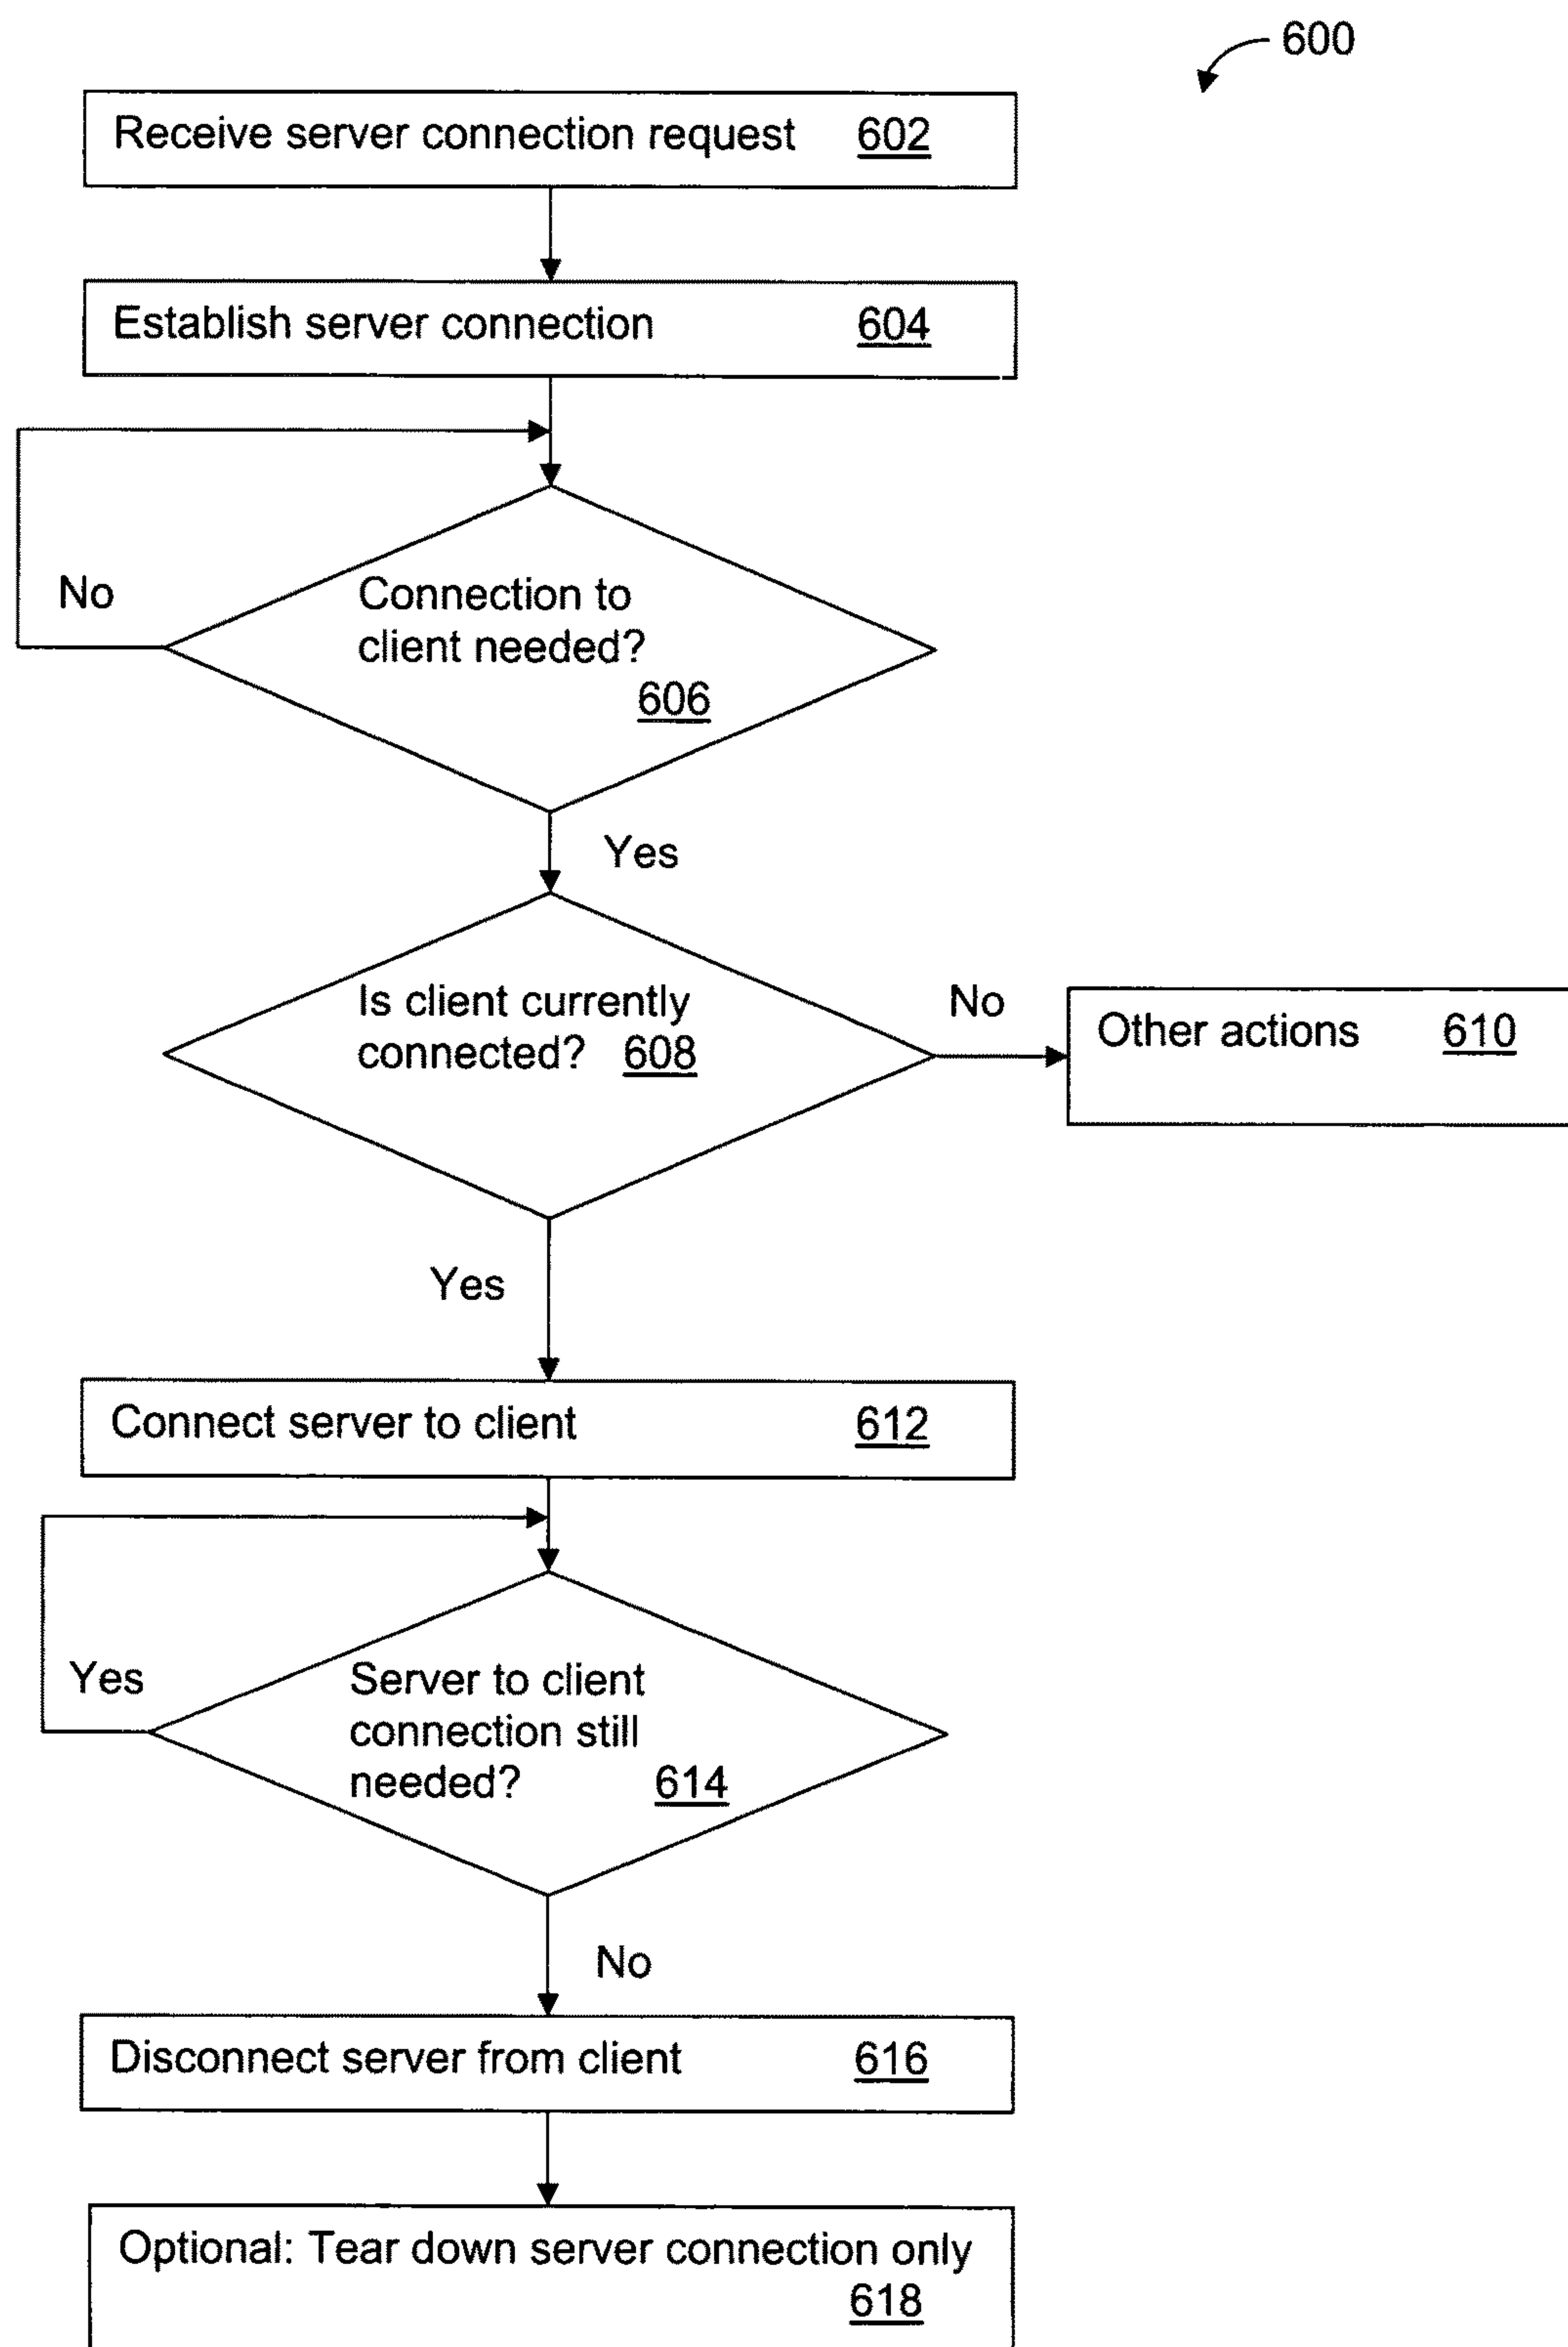 600
Receive server connection request 602
Establish server connection 604
No
Connection to
client needed?
606
Yes
Is client currently
connected? 608
No
Other actions 610
Yes
Connect server to client 612
Yes
Server to client
connection still
needed? 614
No
Disconnect server from client 616
Optional: Tear down server connection only
618